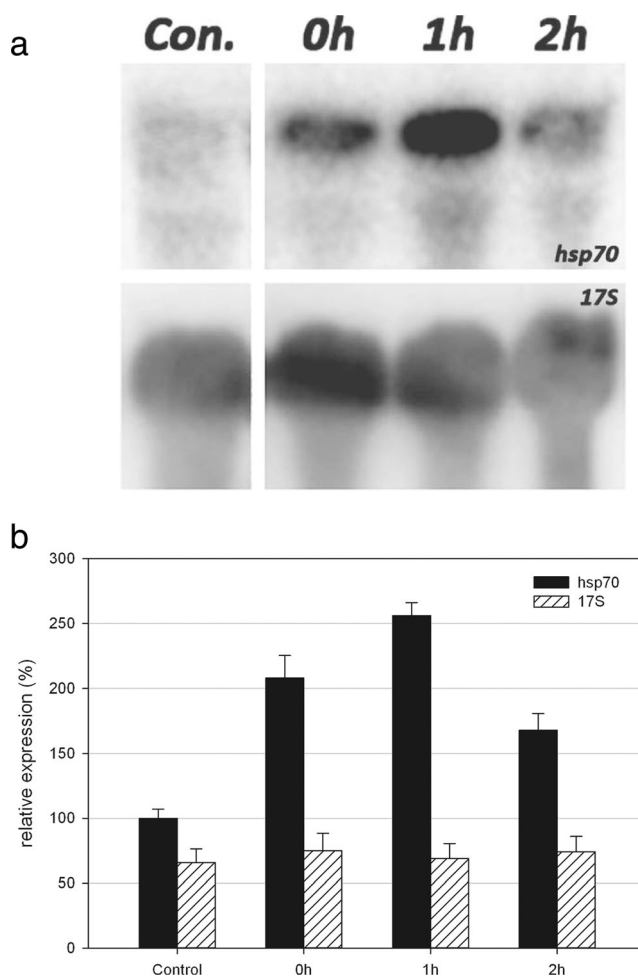 a
Con. 0h 1h 2h
hsp70
17S
b
300
hsp70
17S
250
200
150
100
50
0
relative expression (%)
Control 0h 1h 2h